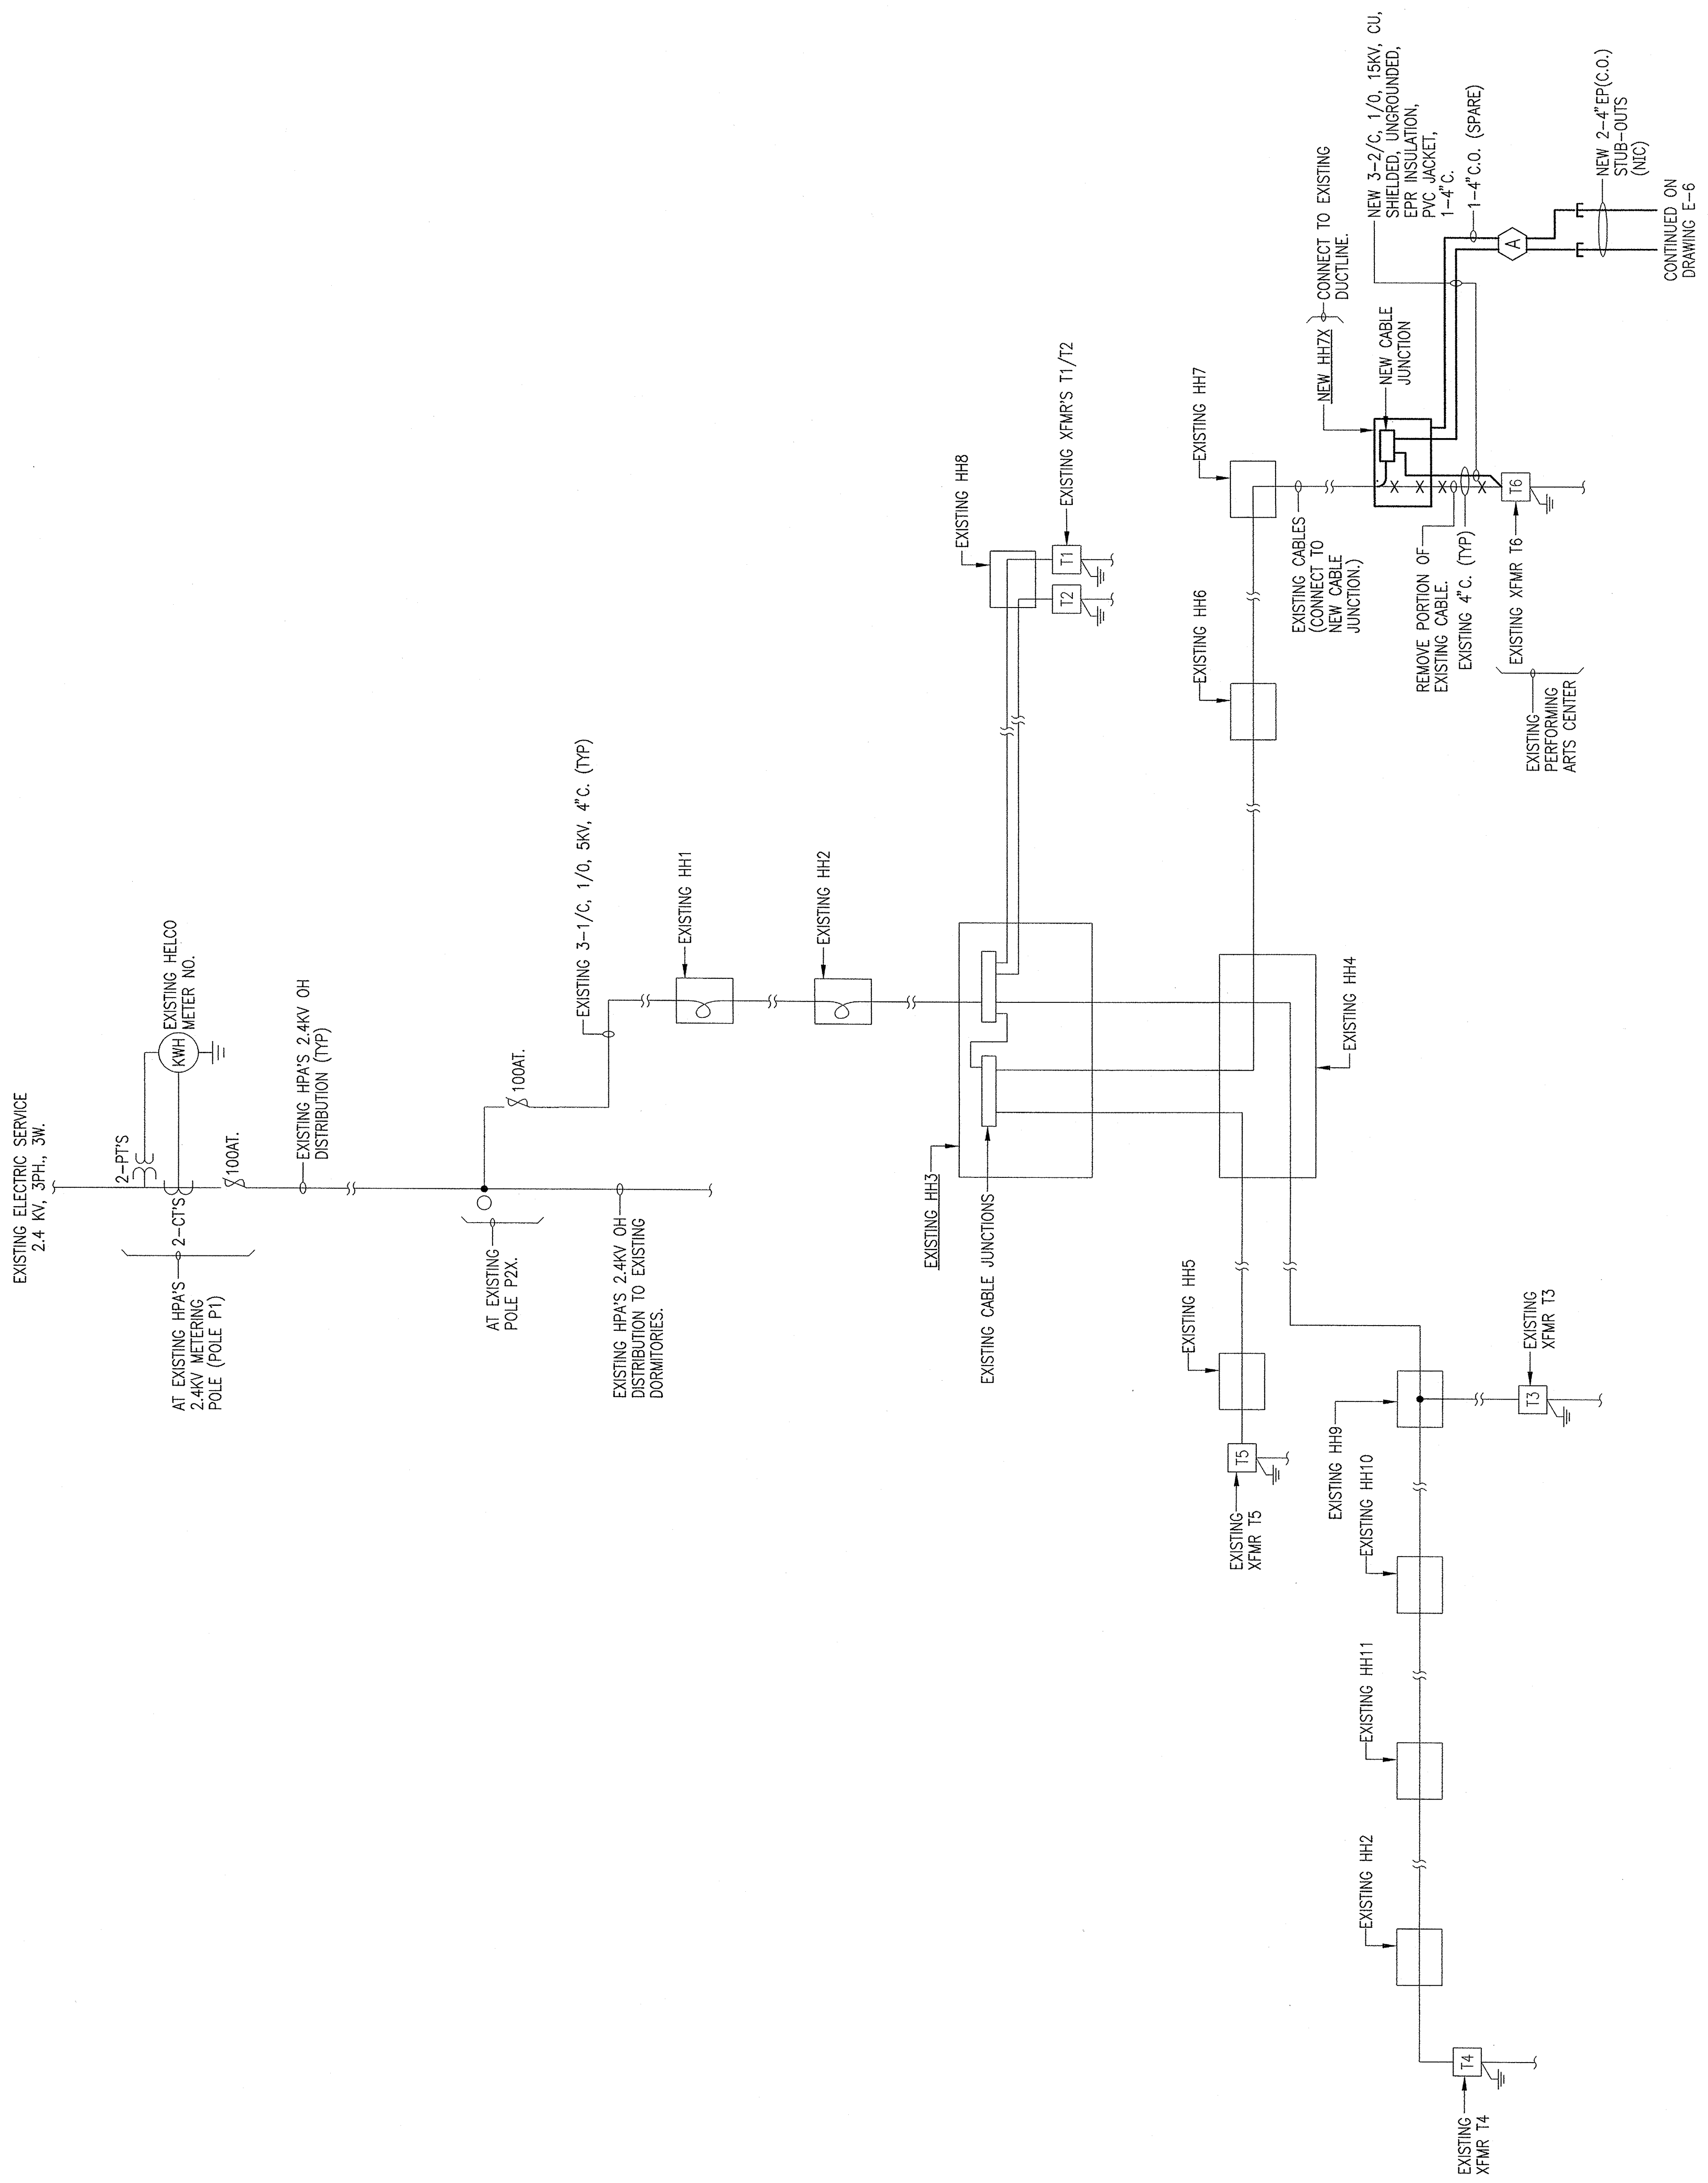 EXISTING ELECTRIC SERVICE
2.4 KV, 3PH., 3W.
2-PT'S
KWH
EXISTING HELCO
METER NO.
2-CT'S
AT EXISTING HPA'S
2.4KV METERING
POLE (POLE P1)
100AT.
EXISTING HPA'S 2.4KV OH
DISTRIBUTION (TYP)
AT EXISTING
POLE P2X.
100AT.
EXISTING 3-1/C, 1/0, 5KV, 4"C. (TYP)
EXISTING HPA'S 2.4KV OH
DISTRIBUTION TO EXISTING
DORMITORIES.
EXISTING HH1
EXISTING HH2
EXISTING HH3
EXISTING CABLE JUNCTIONS
EXISTING HH8
T2
T1
EXISTING XFMR'S T1/T2
EXISTING HH4
EXISTING HH5
T5
EXISTING
XFMR T5
EXISTING HH6
EXISTING HH7
EXISTING CABLES
(CONNECT TO
NEW CABLE
JUNCTION.)
NEW HH7X
CONNECT TO EXISTING
DUCTLINE.
NEW CABLE
JUNCTION
NEW 3-2/C, 1/0, 15KV, CU,
SHIELDED, UNGROUNDED,
EPR INSULATION,
PVC JACKET,
1-4"C.
1-4"C.O. (SPARE)
A
NEW 2-4"EP(C.O.)
STUB-OUTS
(NIC)
CONTINUED ON
DRAWING E-6
REMOVE PORTION OF
EXISTING CABLE.
EXISTING 4"C. (TYP)
T6
EXISTING XFMR T6
EXISTING
PERFORMING
ARTS CENTER
EXISTING HH9
T3
EXISTING
XFMR T3
EXISTING HH10
EXISTING HH11
EXISTING HH2
T4
EXISTING
XFMR T4